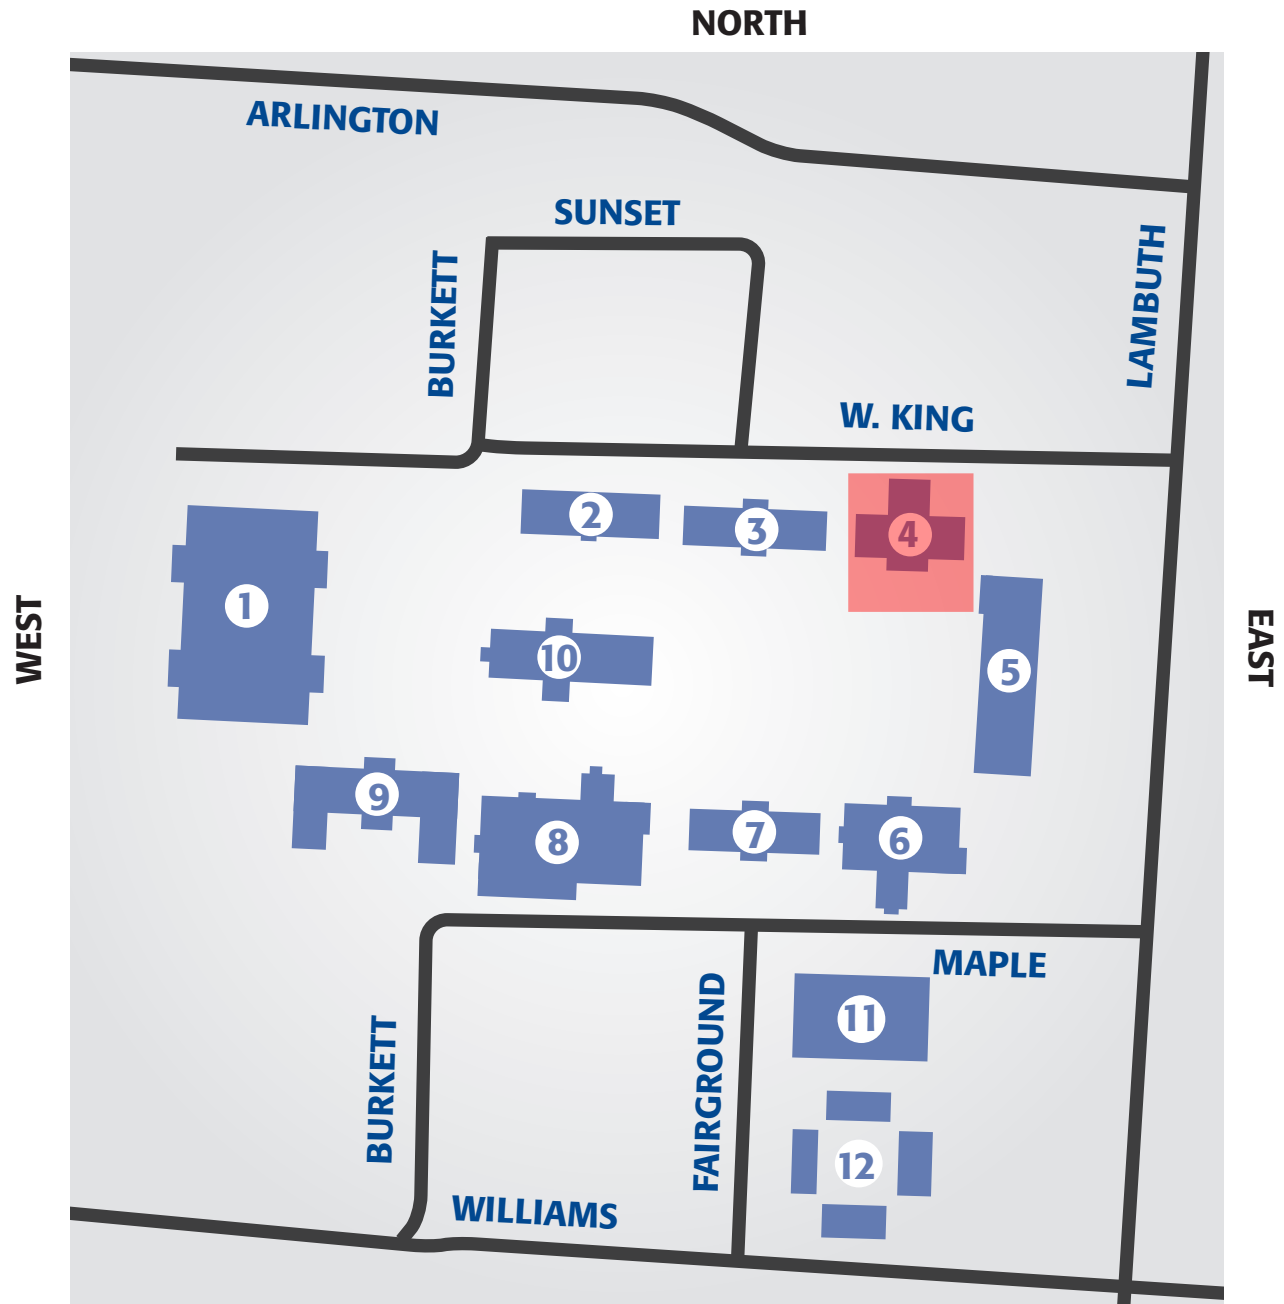 NORTH
ARLINGTON
SUNSET
BURKETT
LAMBUTH
W. KING
2
3
4
1
WEST
EAST
10
5
9
8
7
6
MAPLE
FAIRGROUND
11
BURKETT
12
WILLIAMS